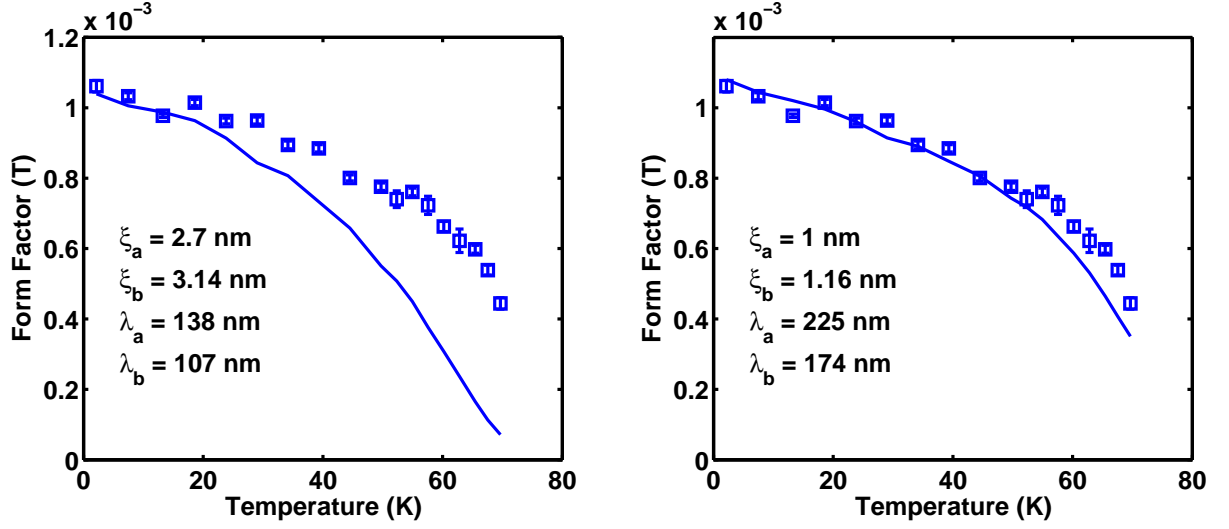 x 10⁻³
1.2
1
0.8
0.6
0.4
0.2
0
0 20 40 60 80
Temperature (K)
Form Factor (T)
ξa = 2.7 nm
ξb = 3.14 nm
λa = 138 nm
λb = 107 nm
x 10⁻³
1.2
1
0.8
0.6
0.4
0.2
0
0 20 40 60 80
Temperature (K)
Form Factor (T)
ξa = 1 nm
ξb = 1.16 nm
λa = 225 nm
λb = 174 nm